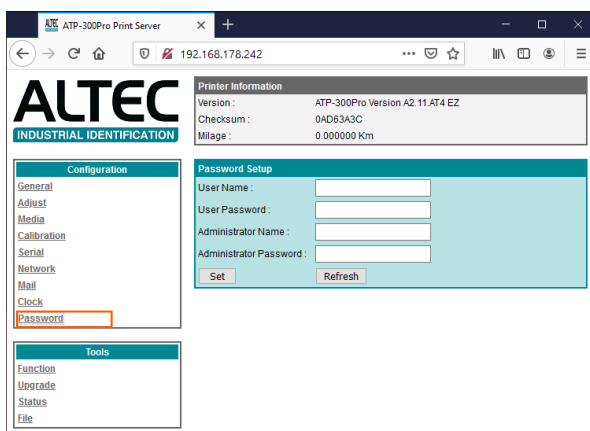 ATP-300Pro Print Server
192.168.178.242
ALTEC
INDUSTRIAL IDENTIFICATION
Printer Information
Version : ATP-300Pro Version A2.11.AT4 EZ
Checksum : 0AD63A3C
Milage : 0.000000 Km
Configuration
General
Adjust
Media
Calibration
Serial
Network
Mail
Clock
Password
Password Setup
User Name :
User Password :
Administrator Name :
Administrator Password :
Set Refresh
Tools
Function
Upgrade
Status
File